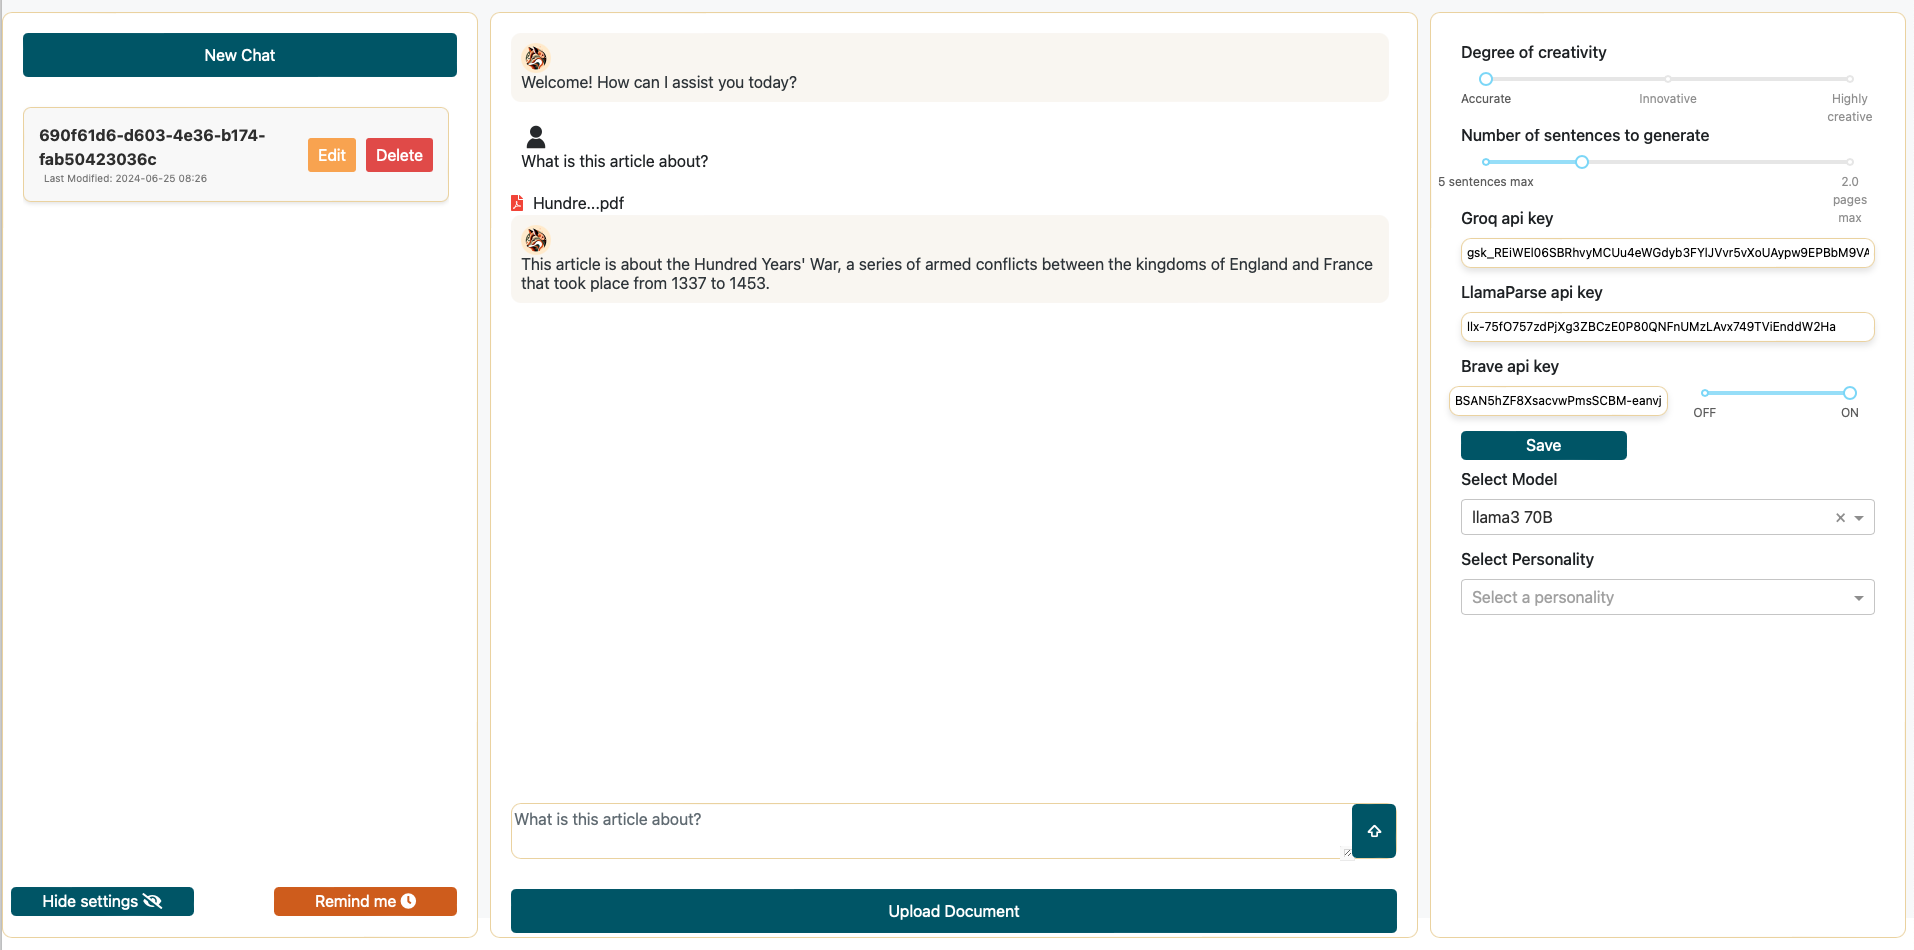 New Chat
690f61d6-d603-4e36-b174-
fab50423036c
Last Modified: 2024-06-25 08:26
Edit
Delete
Hide settings
Remind me
Welcome! How can I assist you today?
What is this article about?
Hundre...pdf
This article is about the Hundred Years' War, a series of armed conflicts between the kingdoms of England and France
that took place from 1337 to 1453.
What is this article about?
Upload Document
Degree of creativity
Accurate
Innovative
Highly
creative
Number of sentences to generate
5 sentences max
2.0
pages
max
Groq api key
gsk_REiWEl06SBRhvyMCUu4eWGdyb3FYlJVvr5vXoUAypw9EPBbM9VA
LlamaParse api key
llx-75fO757zdPjXg3ZBCzE0P80QNFnUMzLAvx749TViEnddW2Ha
Brave api key
BSAN5hZF8XsacvwPmsSCBM-eanvj
OFF
ON
Save
Select Model
llama3 70B
Select Personality
Select a personality